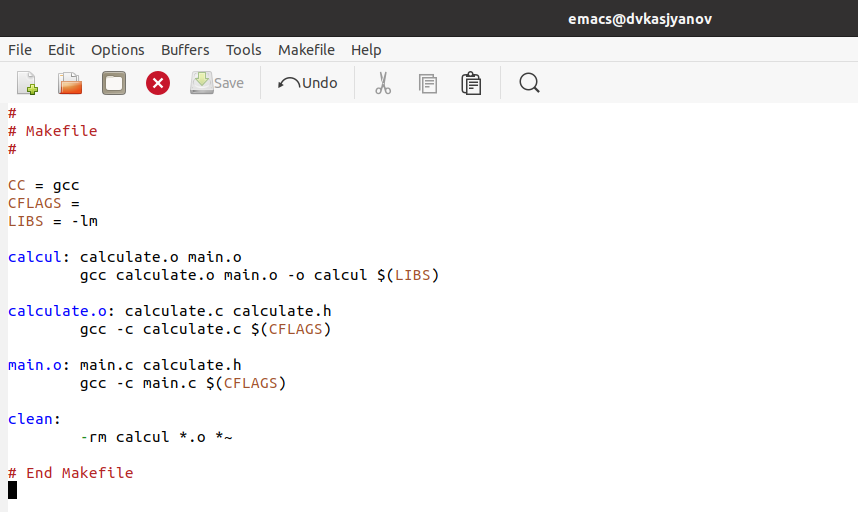 emacs@dvkasjyanov
File Edit Options Buffers Tools Makefile Help
Save Undo
#
# Makefile
#
CC = gcc
CFLAGS =
LIBS = -lm
calcul: calculate.o main.o
gcc calculate.o main.o -o calcul $(LIBS)
calculate.o: calculate.c calculate.h
gcc -c calculate.c $(CFLAGS)
main.o: main.c calculate.h
gcc -c main.c $(CFLAGS)
clean:
-rm calcul *.o *~
# End Makefile